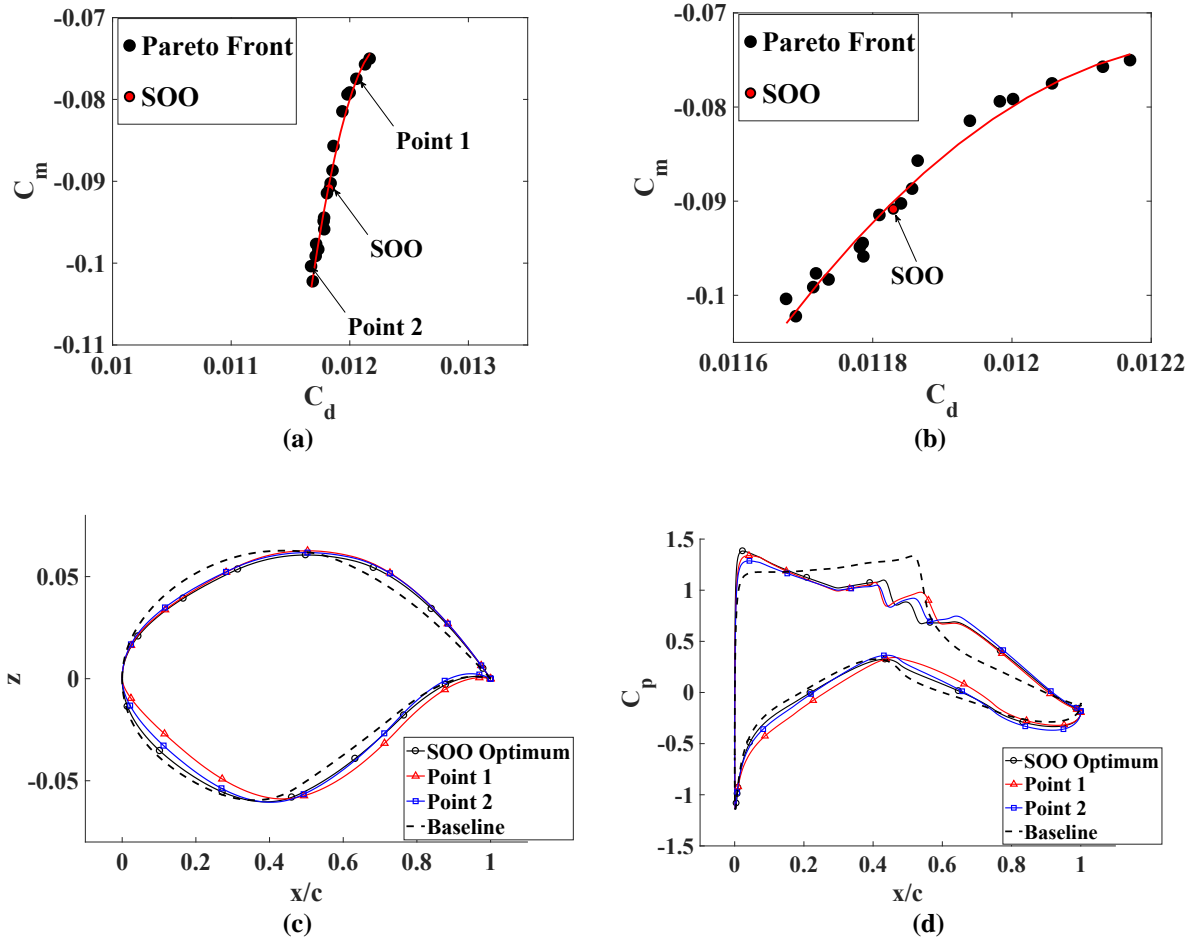 -0.07
-0.08
-0.09
-0.1
-0.11
C_m
Pareto Front
SOO
Point 1
SOO
Point 2
0.01
0.011
0.012
0.013
C_d
(a)
-0.07
-0.08
-0.09
-0.1
C_m
Pareto Front
SOO
SOO
0.0116
0.0118
0.012
0.0122
C_d
(b)
0.05
0
-0.05
z
SOO Optimum
Point 1
Point 2
Baseline
0
0.2
0.4
0.6
0.8
1
x/c
(c)
1.5
1
0.5
0
-0.5
-1
-1.5
C_p
SOO Optimum
Point 1
Point 2
Baseline
0
0.2
0.4
0.6
0.8
1
x/c
(d)